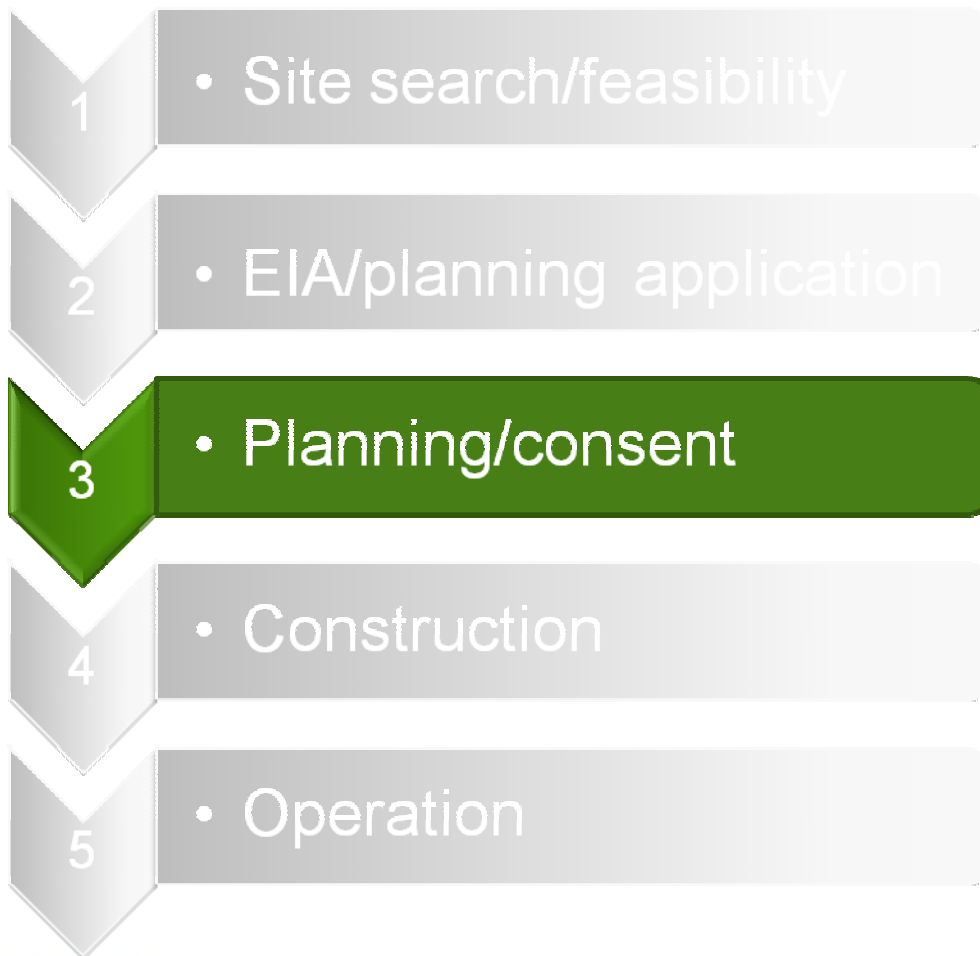 1
• Site search/feasibility
2
• EIA/planning application
3
• Planning/consent
4
• Construction
5
• Operation